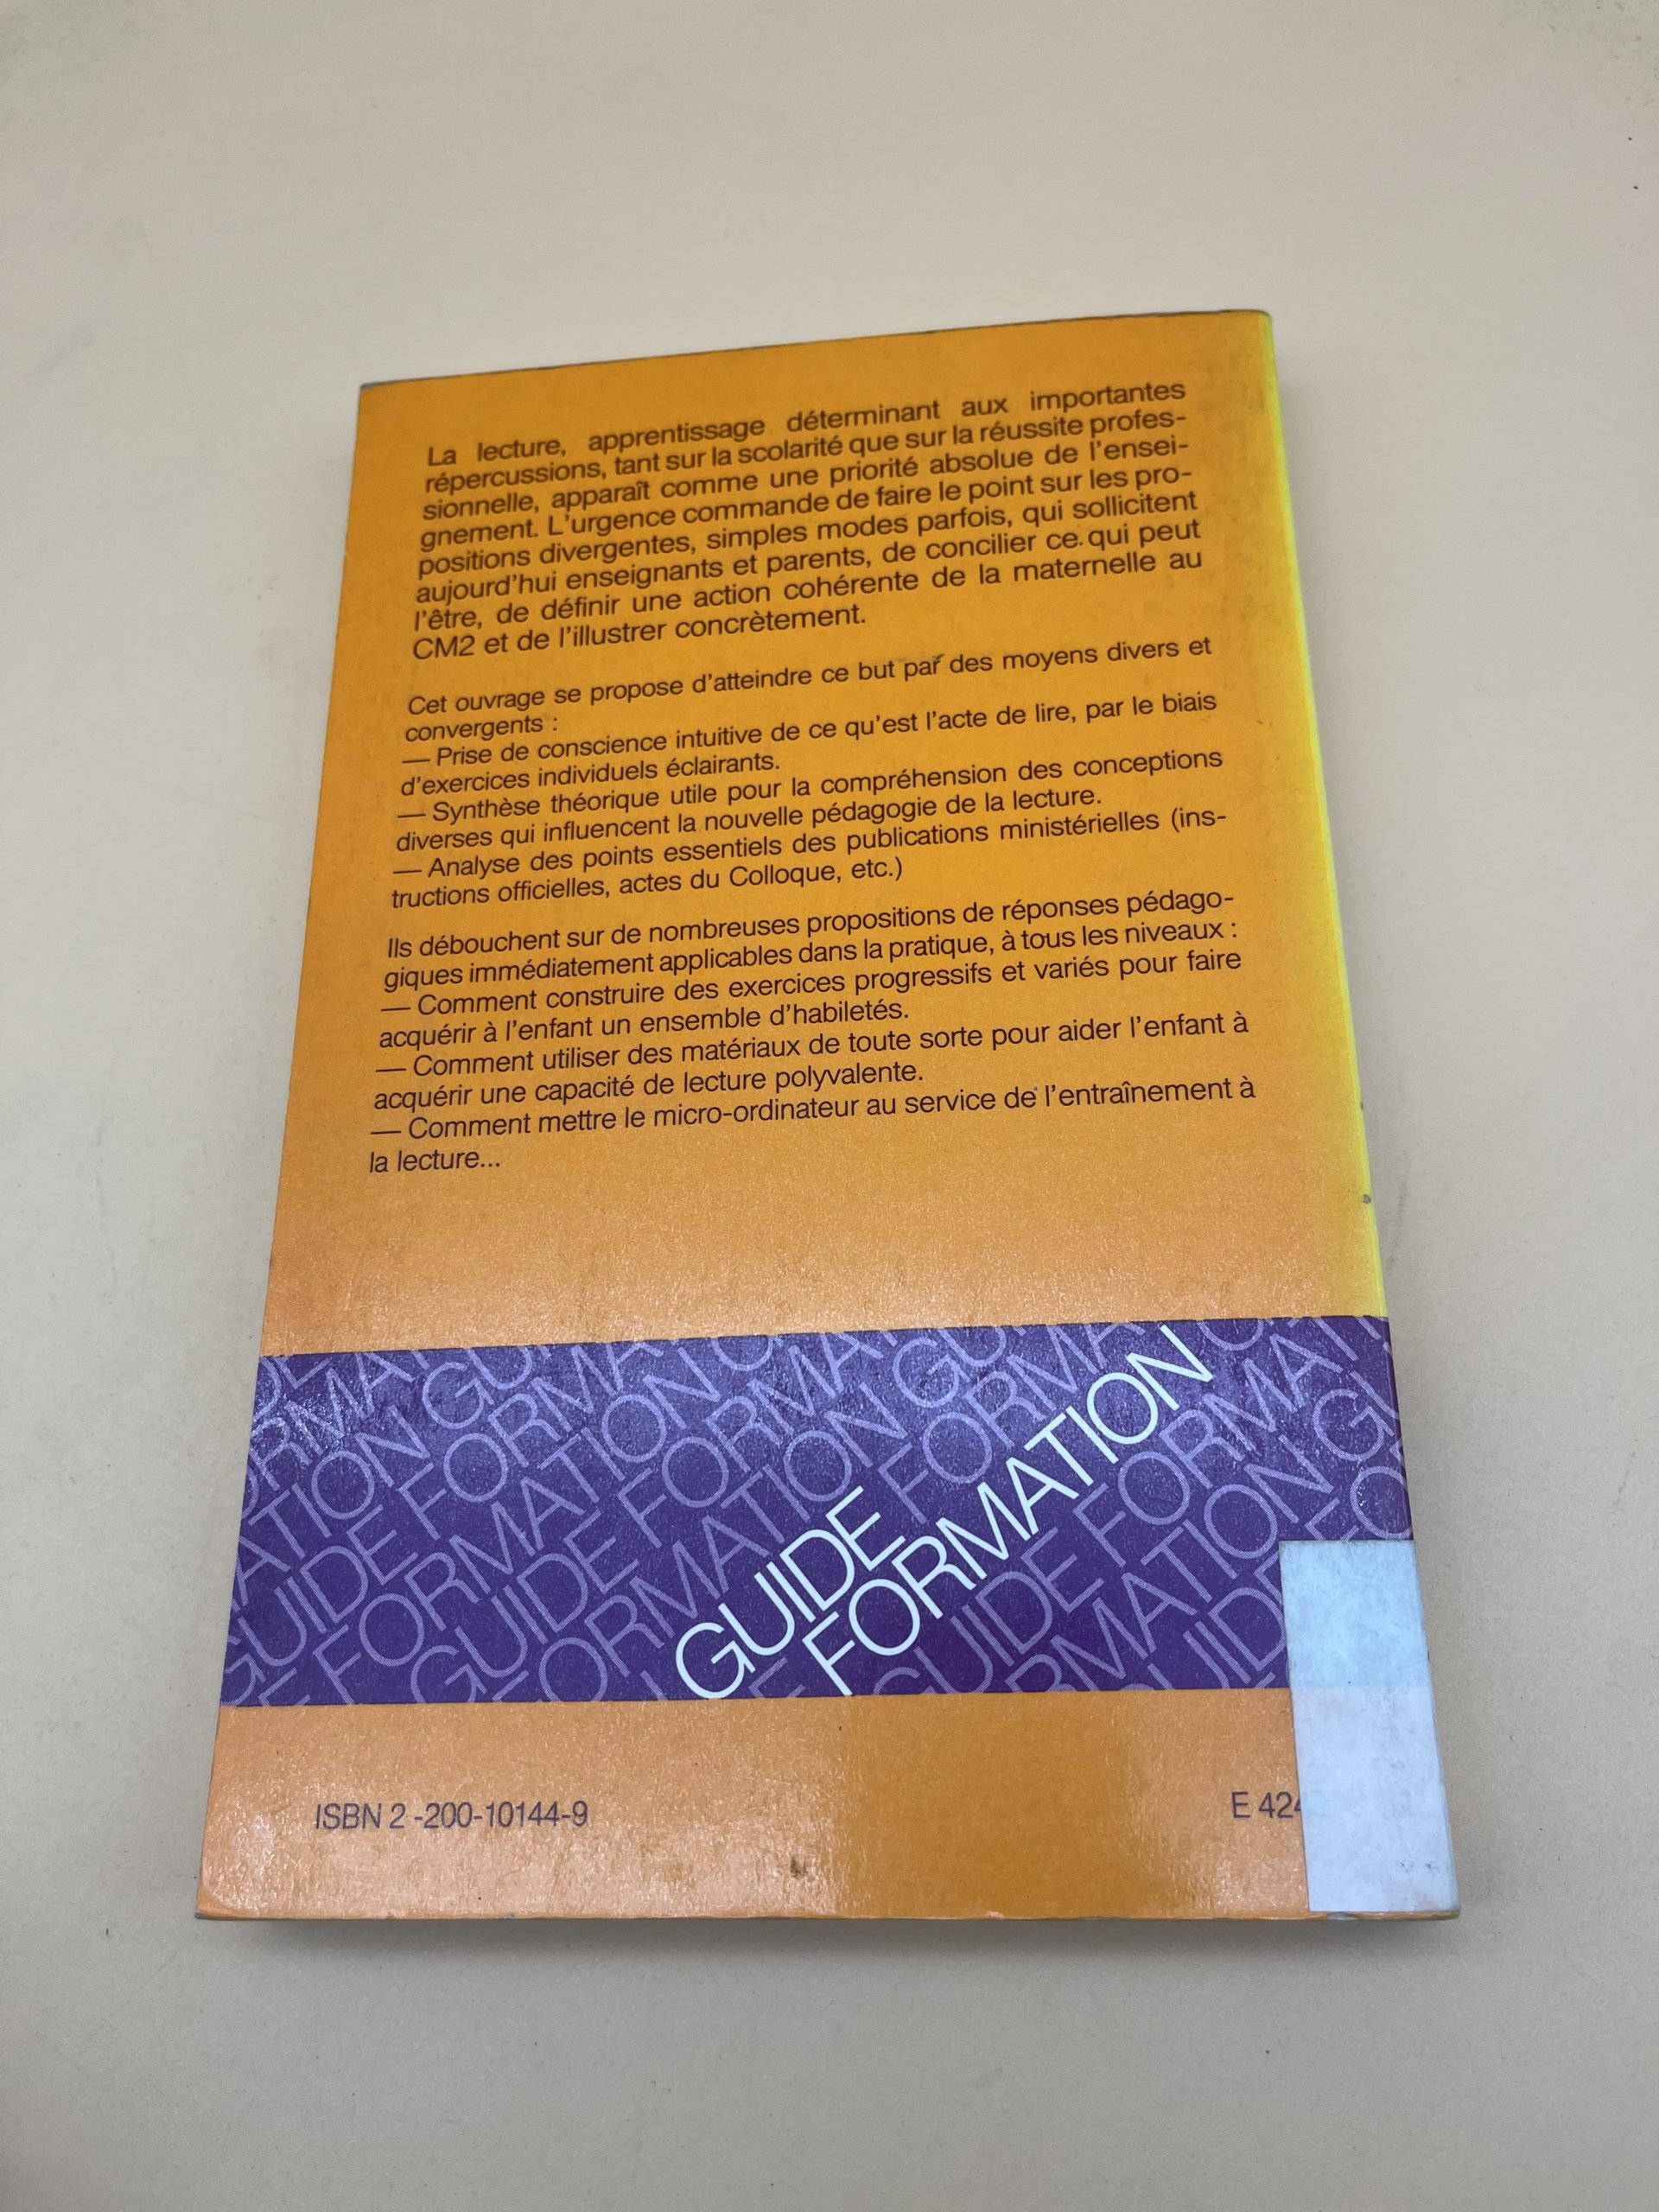 La lecture, apprentissage déterminant aux importantes
répercussions, tant sur la scolarité que sur la réussite profes-
sionnelle, apparaît comme une priorité absolue de l'ensei-
gnement. L'urgence commande de faire le point sur les pro-
positions divergentes, simples modes parfois, qui sollicitent
aujourd'hui enseignants et parents, de concilier ce qui peut
l'être, de définir une action cohérente de la maternelle au
CM2 et de l'illustrer concrètement.
Cet ouvrage se propose d'atteindre ce but par des moyens divers et
convergents :
— Prise de conscience intuitive de ce qu'est l'acte de lire, par le biais
d'exercices individuels éclairants.
— Synthèse théorique utile pour la compréhension des conceptions
diverses qui influencent la nouvelle pédagogie de la lecture.
— Analyse des points essentiels des publications ministérielles (ins-
tructions officielles, actes du Colloque, etc.)
Ils débouchent sur de nombreuses propositions de réponses pédago-
giques immédiatement applicables dans la pratique, à tous les niveaux :
— Comment construire des exercices progressifs et variés pour faire
acquérir à l'enfant un ensemble d'habiletés.
— Comment utiliser des matériaux de toute sorte pour aider l'enfant à
acquérir une capacité de lecture polyvalente.
— Comment mettre le micro-ordinateur au service de l'entraînement à
la lecture...
GUIDE
FORMATION
ISBN 2 -200-10144-9
E 424